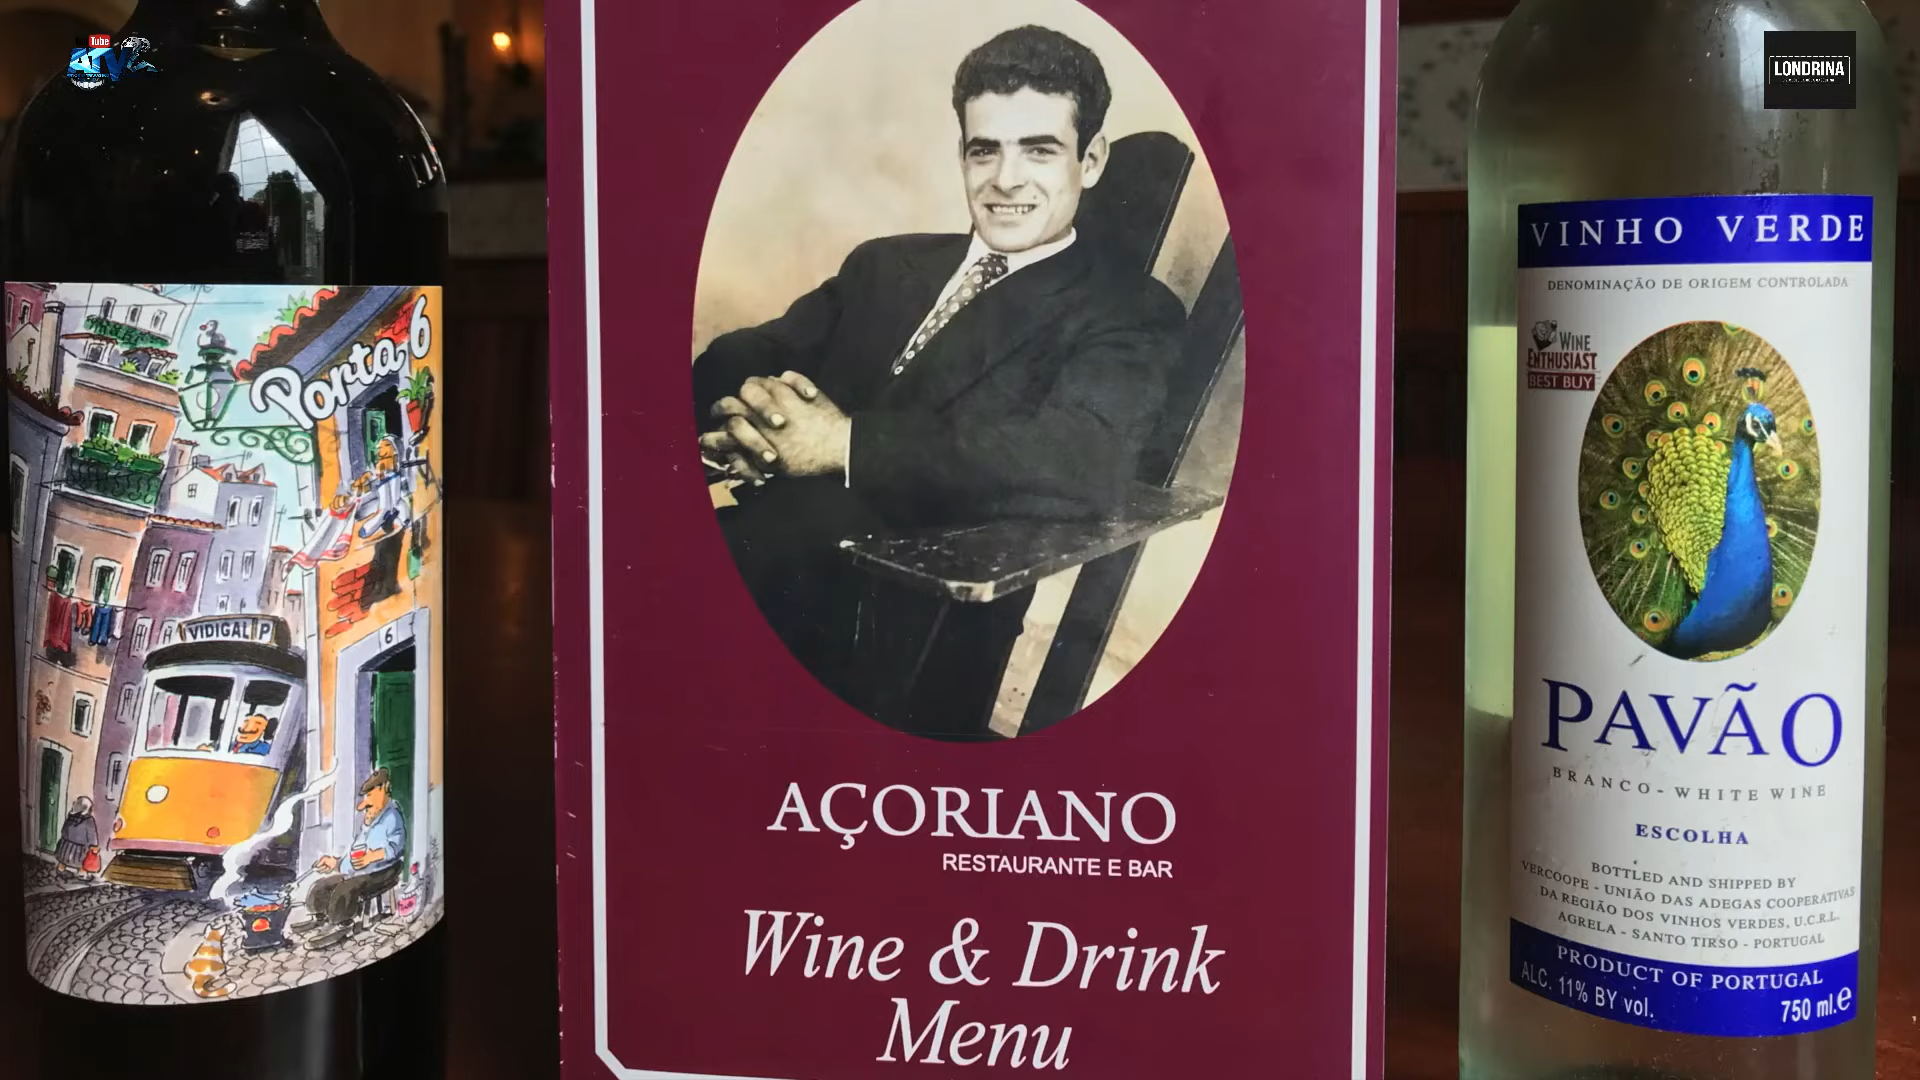 Tube
ATV
LONDRINA
Porta 6
VIDIGAL P
6
AÇORIANO
RESTAURANTE E BAR
Wine & Drink
Menu
VINHO VERDE
DENOMINAÇÃO DE ORIGEM CONTROLADA
WINE
ENTHUSIAST
BEST BUY
PAVÃO
BRANCO - WHITE WINE
ESCOLHA
BOTTLED AND SHIPPED BY
VERCOOPE - UNIÃO DAS ADEGAS COOPERATIVAS
DA REGIÃO DOS VINHOS VERDES, U.C.R.L.
AGRELA - SANTO TIRSO - PORTUGAL
PRODUCT OF PORTUGAL
ALC. 11% BY vol.
750 ml.e